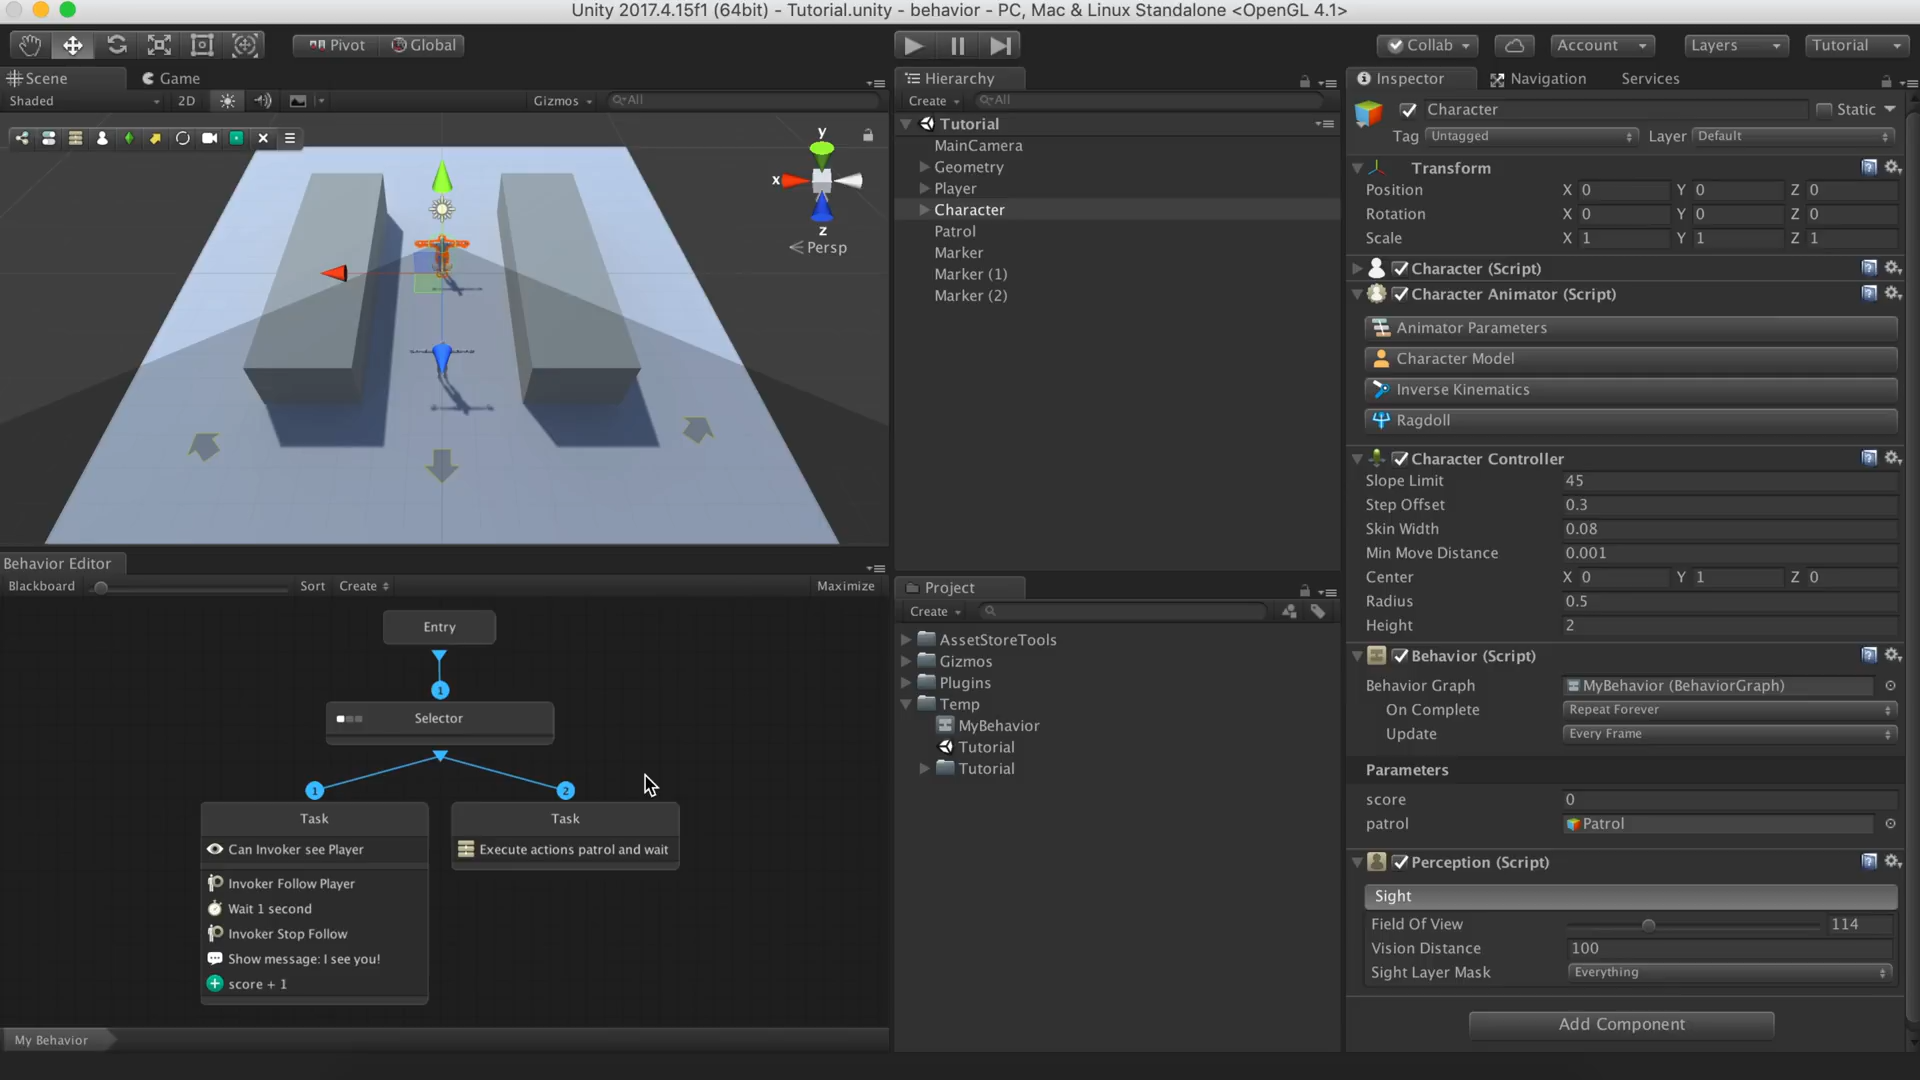 Unity 2017.4.15f1 (64bit) - Tutorial.unity - behavior - PC, Mac & Linux Standalone <OpenGL 4.1>
Pivot Global
Collab Account Layers Tutorial
Scene Game
Shaded 2D Gizmos All
y
x
z
Persp
Behavior Editor
Blackboard Sort Create Maximize
Entry
1
Selector
1 2
Task
Can Invoker see Player
Invoker Follow Player
Wait 1 second
Invoker Stop Follow
Show message: I see you!
score + 1
Task
Execute actions patrol and wait
My Behavior
Hierarchy
Create All
Tutorial
MainCamera
Geometry
Player
Character
Patrol
Marker
Marker (1)
Marker (2)
Project
Create
AssetStoreTools
Gizmos
Plugins
Temp
MyBehavior
Tutorial
Tutorial
Inspector Navigation Services
Character Static
Tag Untagged Layer Default
Transform
Position X 0 Y 0 Z 0
Rotation X 0 Y 0 Z 0
Scale X 1 Y 1 Z 1
Character (Script)
Character Animator (Script)
Animator Parameters
Character Model
Inverse Kinematics
Ragdoll
Character Controller
Slope Limit 45
Step Offset 0.3
Skin Width 0.08
Min Move Distance 0.001
Center X 0 Y 1 Z 0
Radius 0.5
Height 2
Behavior (Script)
Behavior Graph MyBehavior (BehaviorGraph)
On Complete Repeat Forever
Update Every Frame
Parameters
score 0
patrol Patrol
Perception (Script)
Sight
Field Of View 114
Vision Distance 100
Sight Layer Mask Everything
Add Component